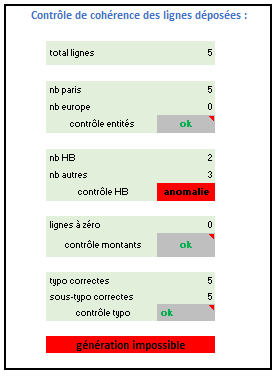 Contrôle de cohérence des lignes déposées :
total lignes 5
nb paris 5
nb europe 0
contrôle entités ok
nb HB 2
nb autres 3
contrôle HB anomalie
lignes à zéro 0
contrôle montants ok
typo correctes 5
sous-typo correctes 5
contrôle typo ok
génération impossible